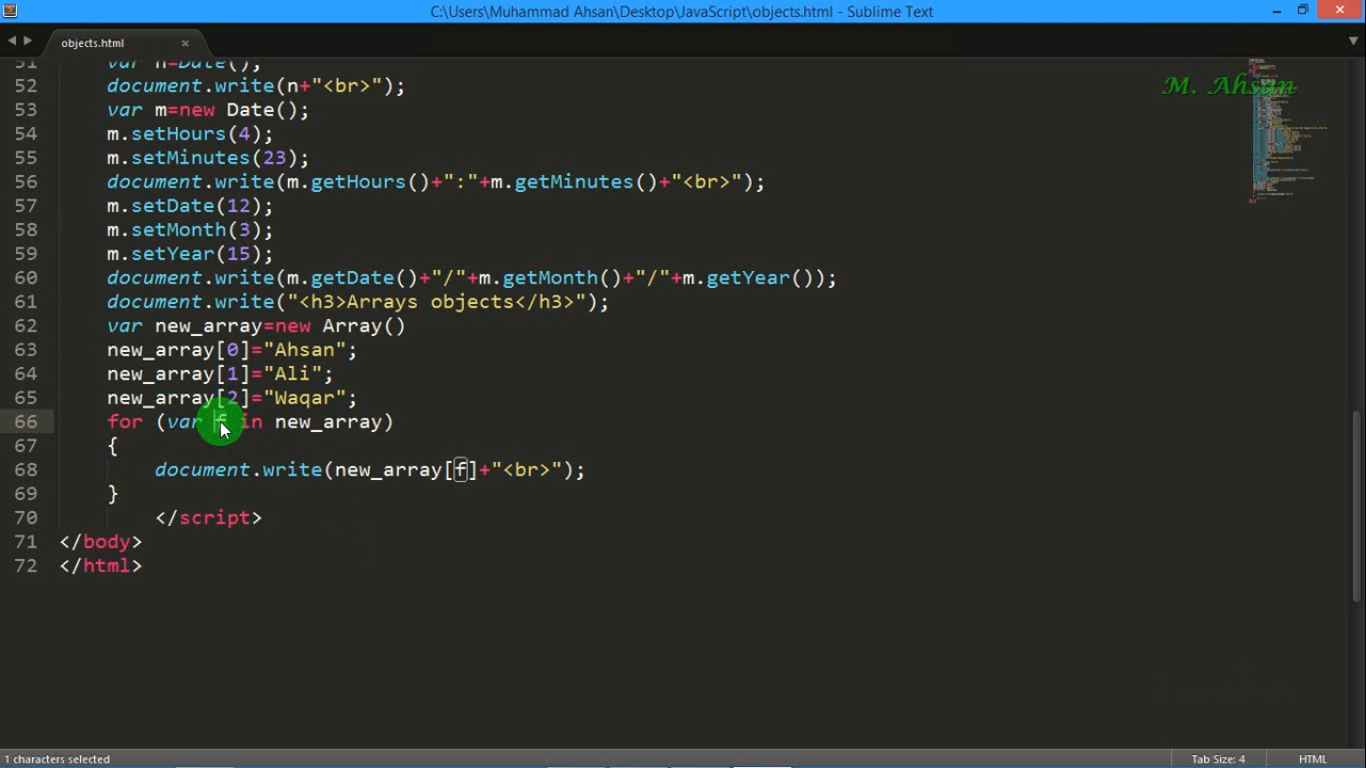 C:\Users\Muhammad Ahsan\Desktop\JavaScript\objects.html - Sublime Text
objects.html
M. Ahsan
51 var n=Date();
52 document.write(n+"<br>");
53 var m=new Date();
54 m.setHours(4);
55 m.setMinutes(23);
56 document.write(m.getHours()+":"+m.getMinutes()+"<br>");
57 m.setDate(12);
58 m.setMonth(3);
59 m.setYear(15);
60 document.write(m.getDate()+"/"+m.getMonth()+"/"+m.getYear());
61 document.write("<h3>Arrays objects</h3>");
62 var new_array=new Array()
63 new_array[0]="Ahsan";
64 new_array[1]="Ali";
65 new_array[2]="Waqar";
66 for (var f in new_array)
67 {
68 document.write(new_array[f]+"<br>");
69 }
70 </script>
71 </body>
72 </html>
1 characters selected
Tab Size: 4
HTML